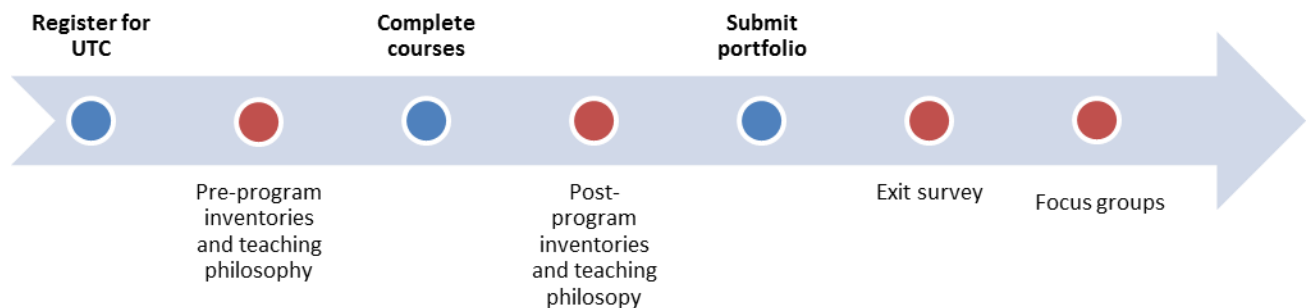 Register for
UTC
Complete
courses
Submit
portfolio
Pre-program
inventories
and teaching
philosophy
Post-
program
inventories
and teaching
philosopy
Exit survey
Focus groups